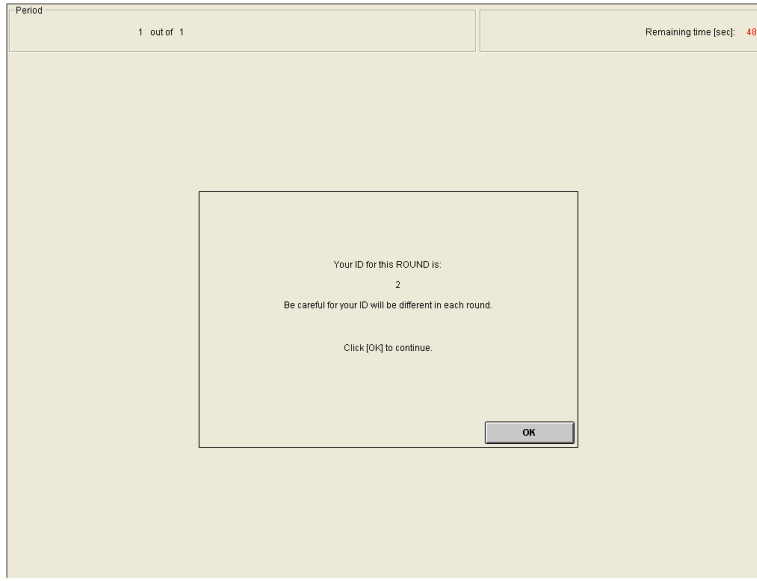 Period
1 out of 1
Remaining time [sec]: 48
Your ID for this ROUND is:
2
Be careful for your ID will be different in each round.
Click [OK] to continue.
OK